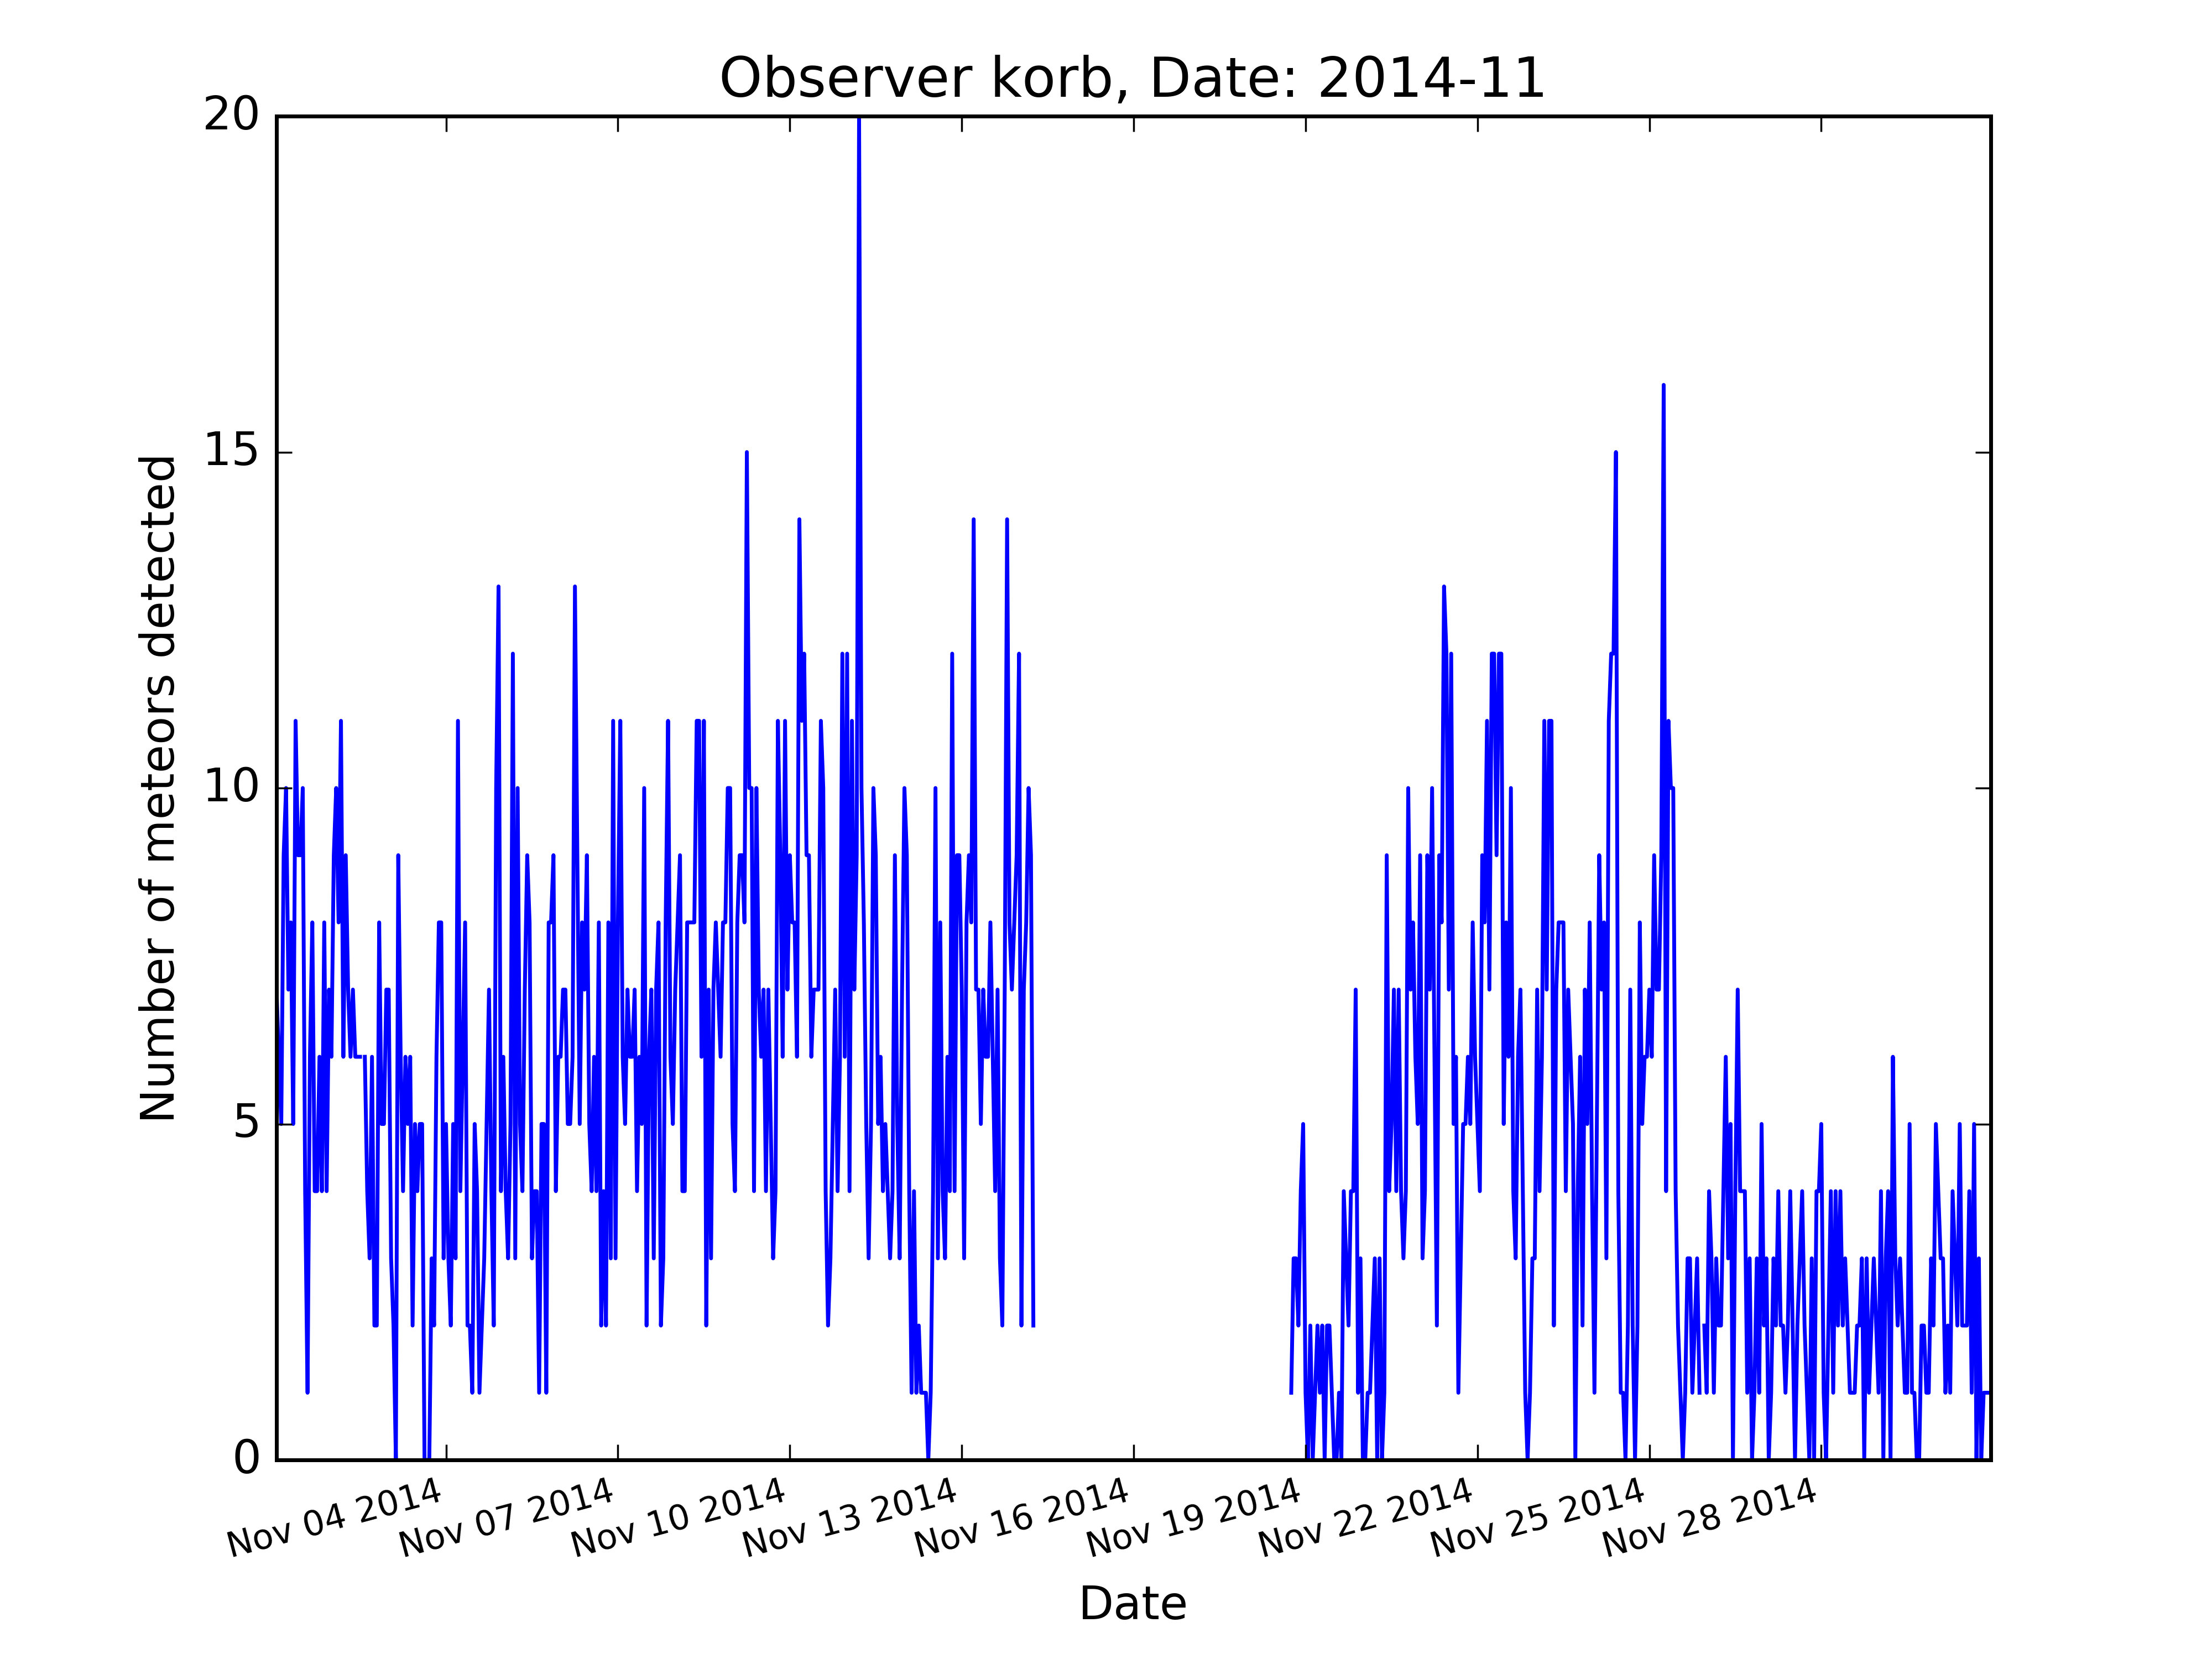 Observer korb, Date: 2014-11
20
15
10
5
0
Number of meteors detected
Nov 04 2014
Nov 07 2014
Nov 10 2014
Nov 13 2014
Nov 16 2014
Nov 19 2014
Nov 22 2014
Nov 25 2014
Nov 28 2014
Date